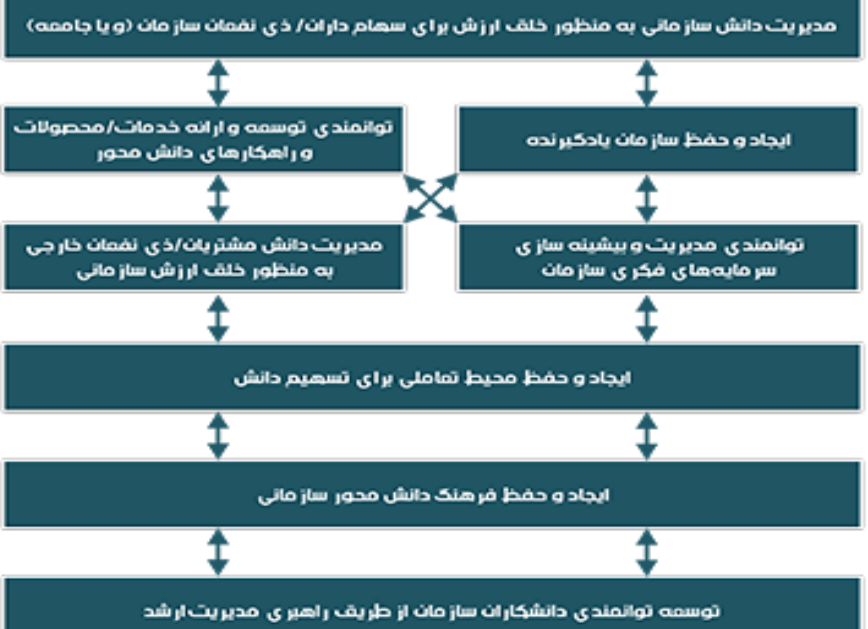 مدیریت دانش سازمانی به منظور خلق ارزش برای سهام داران/ ذی نفعان سازمان (و یا جامعه)
ایجاد و حفظ سازمان یادگیرنده
توانمندی توسعه و ارائه خدمات/محصولات
و راهکارهای دانش محور
توانمندی مدیریت و بیشینه سازی
سرمایه‌های فکری سازمان
مدیریت دانش مشتریان/ذی نفعان خارجی
به منظور خلق ارزش سازمانی
ایجاد و حفظ محیط تعاملی برای تسهیم دانش
ایجاد و حفظ فرهنگ دانش محور سازمانی
توسعه توانمندی دانشکاران سازمان از طریق راهبری مدیریت ارشد